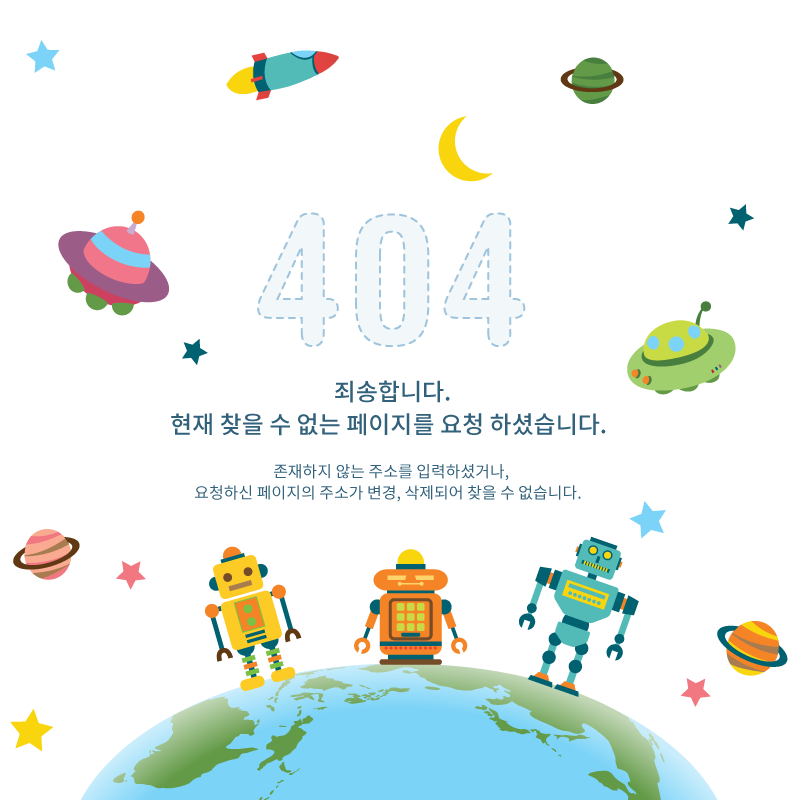 404
죄송합니다.
현재 찾을 수 없는 페이지를 요청 하셨습니다.
존재하지 않는 주소를 입력하셨거나,
요청하신 페이지의 주소가 변경, 삭제되어 찾을 수 없습니다.